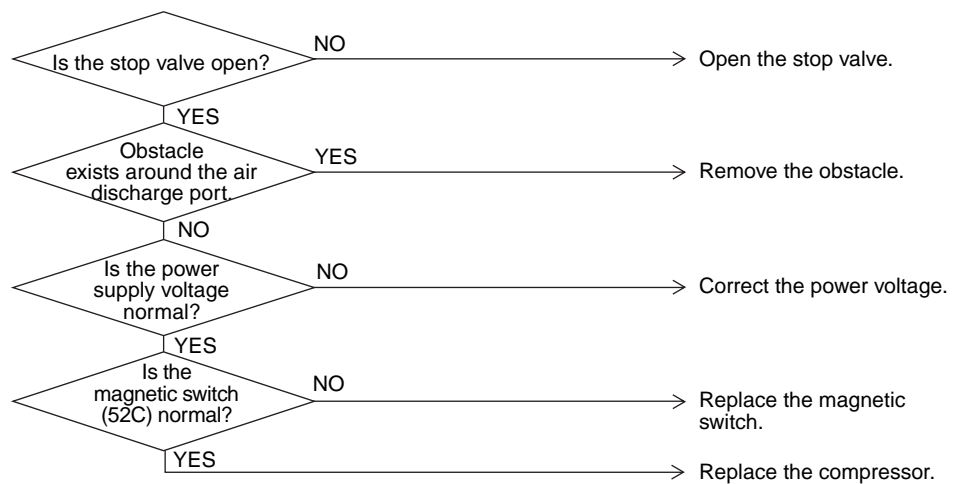 Is the stop valve open?
NO
Open the stop valve.
YES
Obstacle
exists around the air
discharge port.
YES
Remove the obstacle.
NO
Is the power
supply voltage
normal?
NO
Correct the power voltage.
YES
Is the
magnetic switch
(52C) normal?
NO
Replace the magnetic
switch.
YES
Replace the compressor.